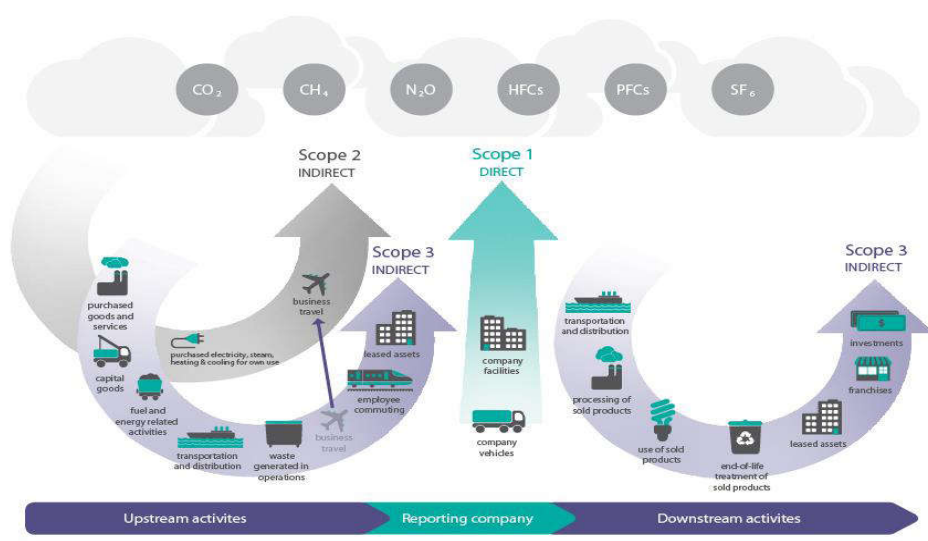 CO₂
CH₄
N₂O
HFCs
PFCs
SF₆
Scope 2
INDIRECT
Scope 1
DIRECT
Scope 3
INDIRECT
Scope 3
INDIRECT
purchased
goods and
services
capital
goods
fuel and
energy related
activities
purchased electricity, steam,
heating & cooling for own use
transportation
and distribution
waste
generated in
operations
business
travel
business
travel
employee
commuting
leased assets
company
facilities
company
vehicles
transportation
and distribution
processing of
sold products
use of sold
products
end-of-life
treatment of
sold products
leased assets
franchises
$
investments
Upstream activites
Reporting company
Downstream activites